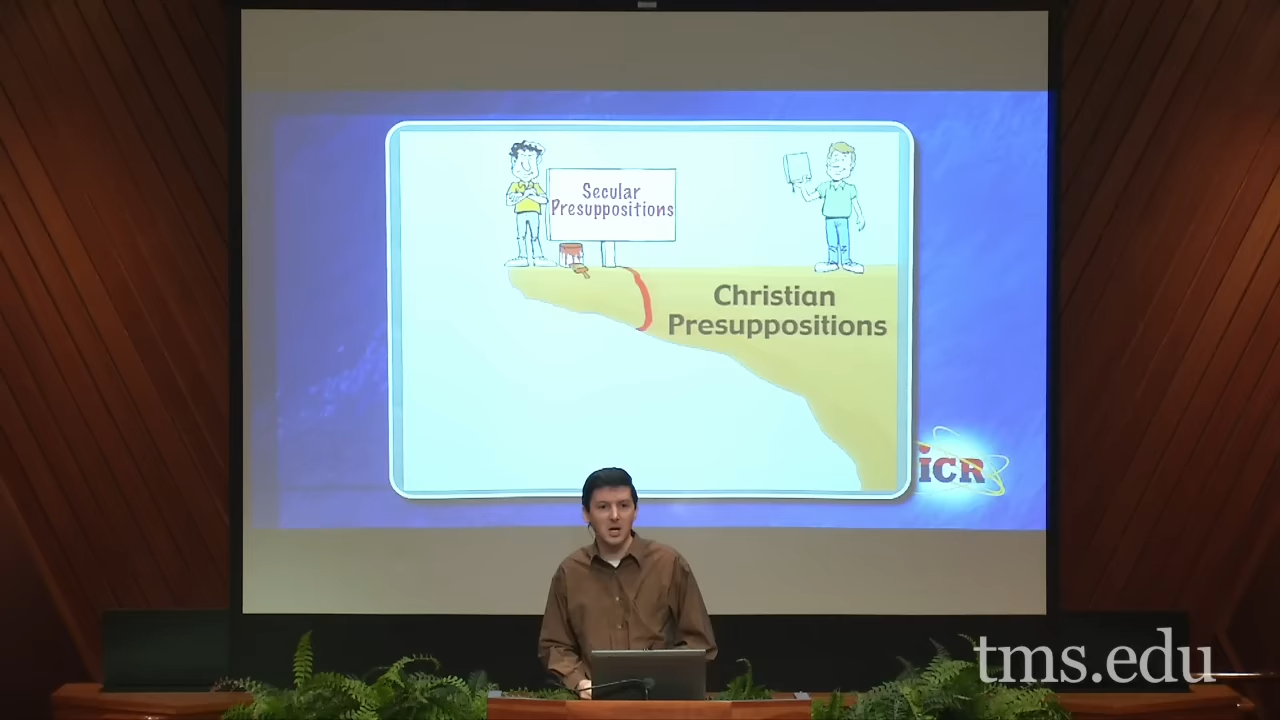 Secular
Presuppositions
Christian
Presuppositions
ICR
tms.edu